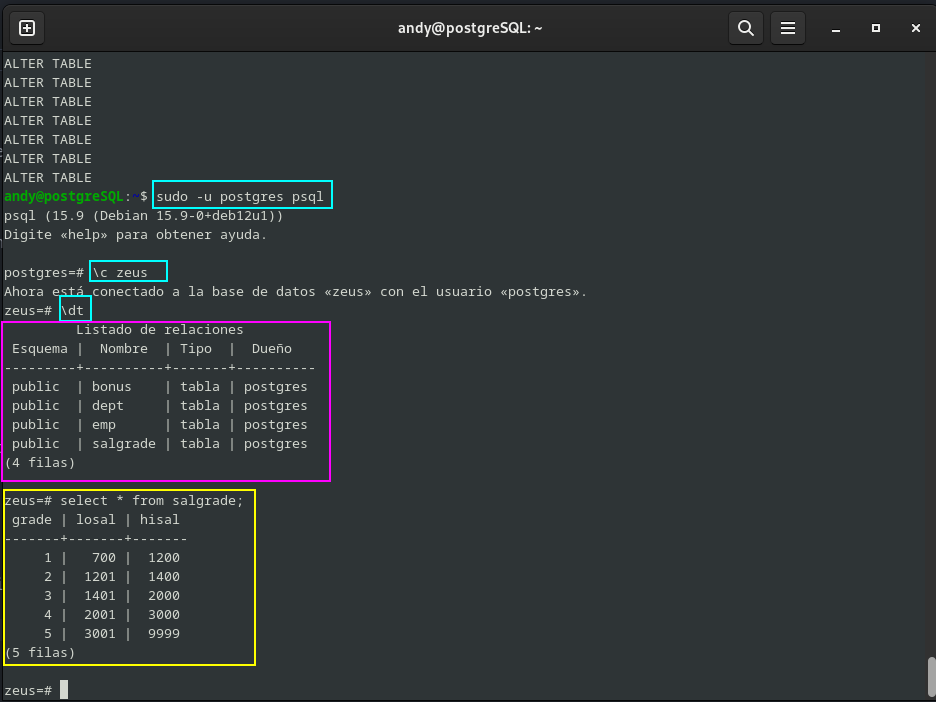 andy@postgreSQL: ~
ALTER TABLE
ALTER TABLE
ALTER TABLE
ALTER TABLE
ALTER TABLE
ALTER TABLE
ALTER TABLE
andy@postgreSQL:~$ sudo -u postgres psql
psql (15.9 (Debian 15.9-0+deb12u1))
Digite «help» para obtener ayuda.
postgres=# \c zeus
Ahora está conectado a la base de datos «zeus» con el usuario «postgres».
zeus=# \dt
         Listado de relaciones
 Esquema |  Nombre  | Tipo  |  Dueño
---------+----------+-------+----------
 public  | bonus    | tabla | postgres
 public  | dept     | tabla | postgres
 public  | emp      | tabla | postgres
 public  | salgrade | tabla | postgres
(4 filas)
zeus=# select * from salgrade;
 grade | losal | hisal
-------+-------+-------
     1 |   700 |  1200
     2 |  1201 |  1400
     3 |  1401 |  2000
     4 |  2001 |  3000
     5 |  3001 |  9999
(5 filas)
zeus=#